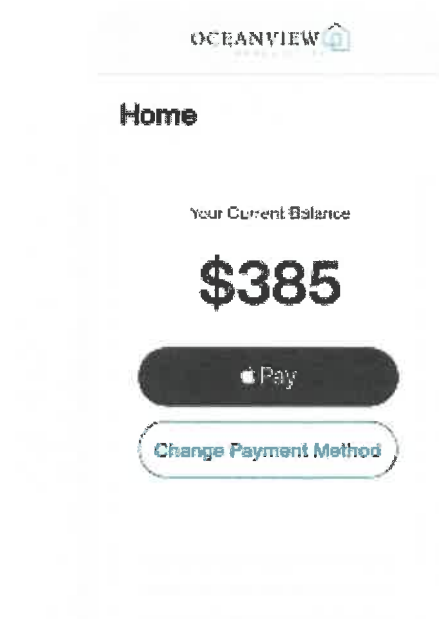 OCEANVIEW
Home
Your Current Balance
$385
Pay
Change Payment Method